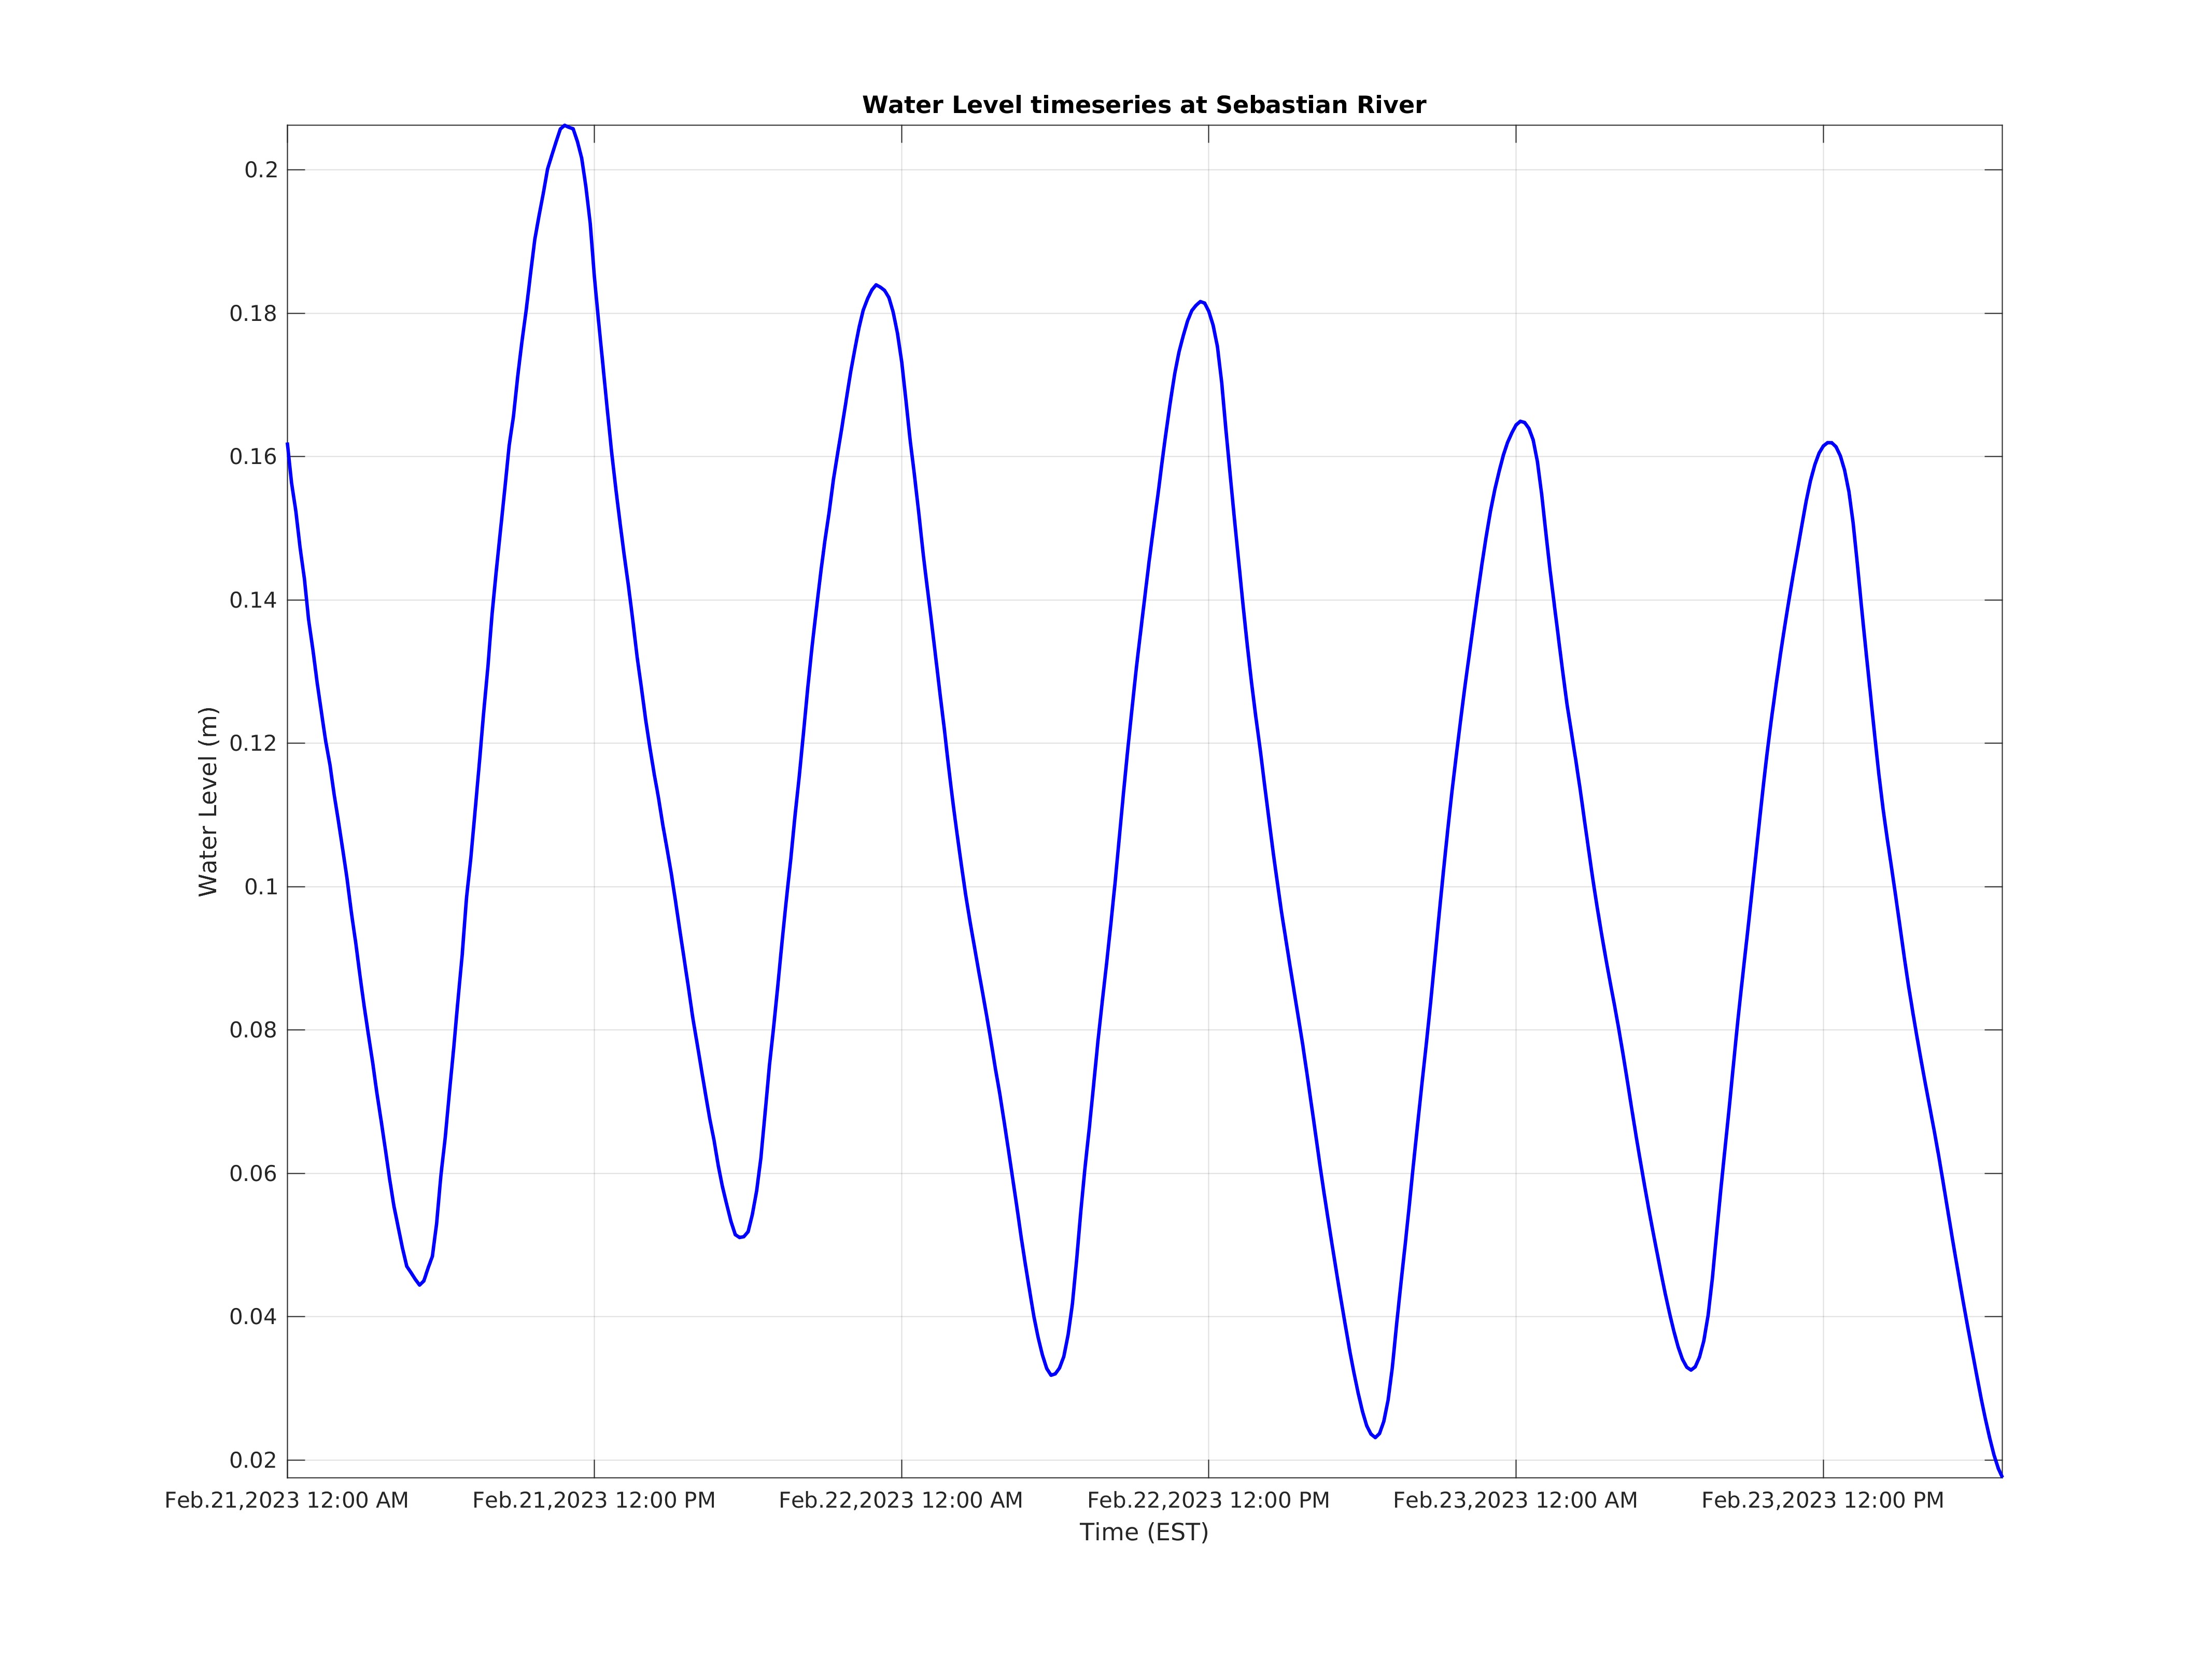 Water Level timeseries at Sebastian River
0.2
0.18
0.16
0.14
0.12
0.1
0.08
0.06
0.04
0.02
Water Level (m)
Feb.21,2023 12:00 AM
Feb.21,2023 12:00 PM
Feb.22,2023 12:00 AM
Feb.22,2023 12:00 PM
Feb.23,2023 12:00 AM
Feb.23,2023 12:00 PM
Time (EST)